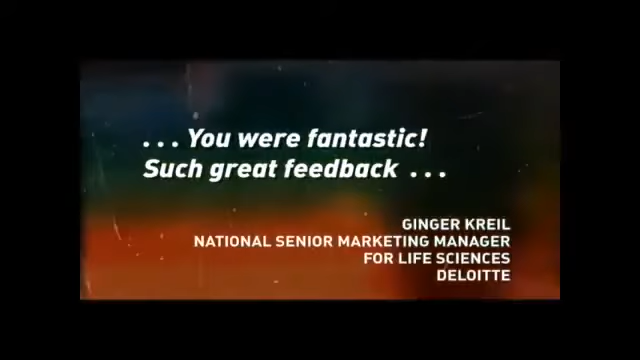 . . . You were fantastic!
Such great feedback . . .
GINGER KREIL
NATIONAL SENIOR MARKETING MANAGER
FOR LIFE SCIENCES
DELOITTE